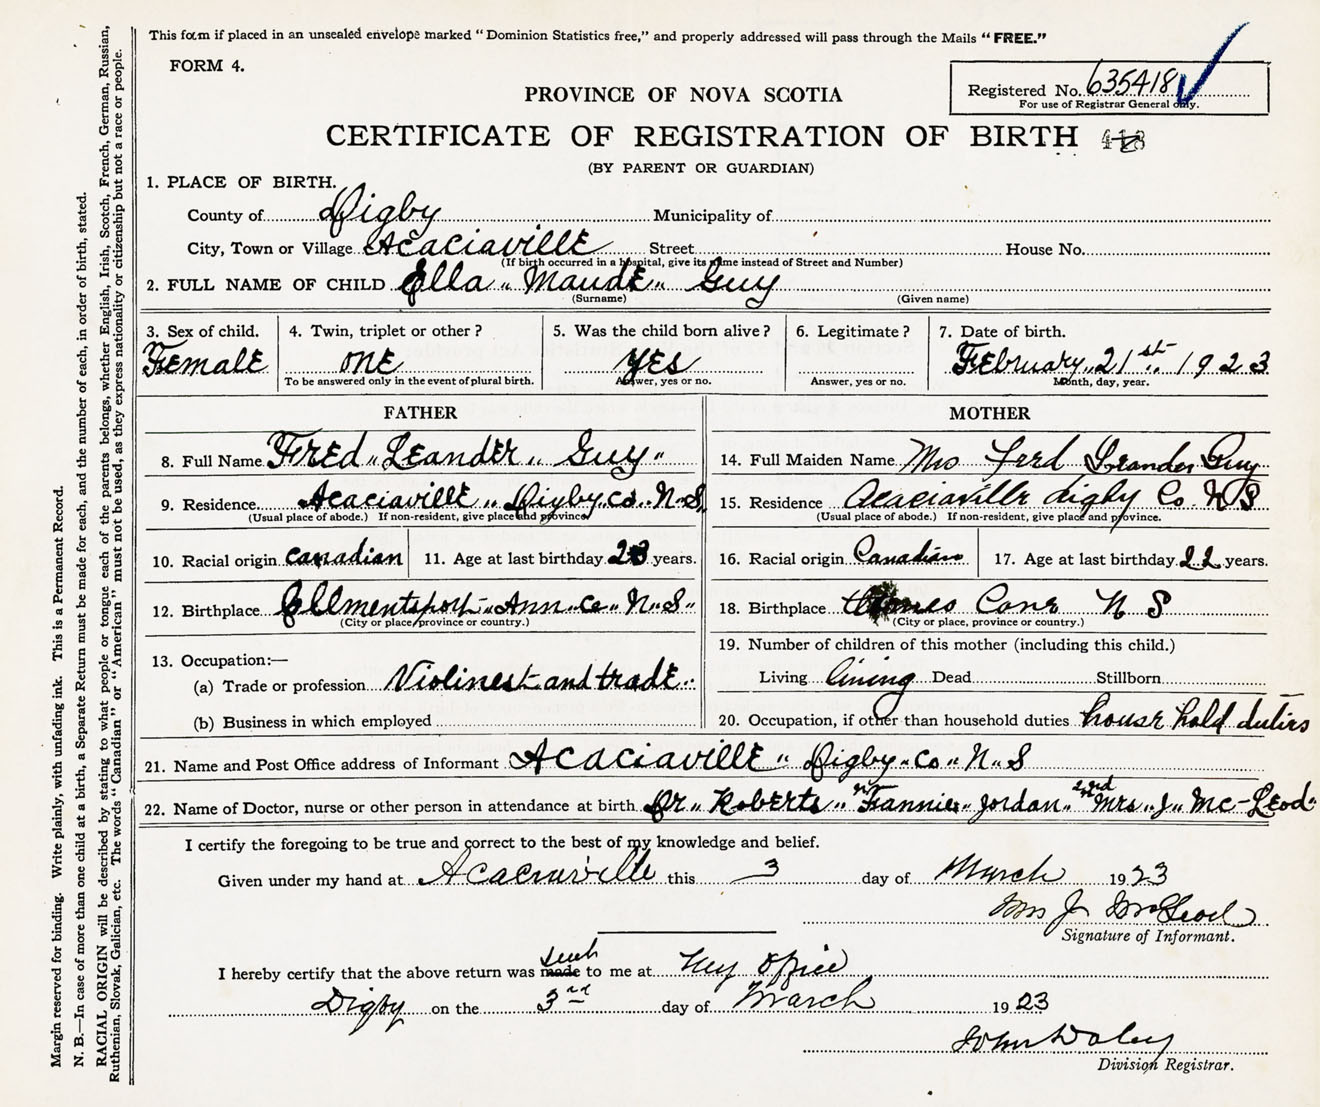 This form if placed in an unsealed envelope marked "Dominion Statistics free," and properly addressed will pass through the Mails "FREE."
FORM 4.
Registered No. 635418
For use of Registrar General only.
PROVINCE OF NOVA SCOTIA
CERTIFICATE OF REGISTRATION OF BIRTH
(BY PARENT OR GUARDIAN)
1. PLACE OF BIRTH.
County of Digby Municipality of
City, Town or Village Acaciaville Street House No.
(If birth occurred in a hospital, give its name instead of Street and Number)
2. FULL NAME OF CHILD Ella " Maude " Guy
(Surname) (Given name)
3. Sex of child. 4. Twin, triplet or other? 5. Was the child born alive? 6. Legitimate? 7. Date of birth.
Female one yes February 21st 1923
To be answered only in the event of plural birth. Answer, yes or no. Answer, yes or no. Month, day, year.
FATHER MOTHER
8. Full Name Fred " Leander " Guy "
14. Full Maiden Name Mrs Fred Leander Guy
9. Residence Acaciaville " Digby Co. N.S.
(Usual place of abode.) If non-resident, give place and province.
15. Residence Acaciaville Digby Co. N S
(Usual place of abode.) If non-resident, give place and province.
10. Racial origin Canadian 11. Age at last birthday 23 years.
16. Racial origin Canadian 17. Age at last birthday 22 years.
12. Birthplace Ellmentsport " Ann. Co " N.S. "
(City or place, province or country.)
18. Birthplace Cove N S
(City or place, province or country.)
13. Occupation:—
(a) Trade or profession Violinest and trade
(b) Business in which employed
19. Number of children of this mother (including this child.)
Living Dead Stillborn
20. Occupation, if other than household duties house hold duties
21. Name and Post Office address of Informant Acaciaville " Digby " Co " N.S
22. Name of Doctor, nurse or other person in attendance at birth Dr " Roberts " Fannie " Jordan " and Mrs " J " Mc-Leod "
I certify the foregoing to be true and correct to the best of my knowledge and belief.
Given under my hand at Acaciaville this 3 day of March 1923
Mrs J McLeod
Signature of Informant.
I hereby certify that the above return was made sent to me at My office
Digby on the 3rd day of March 1923
John Daley
Division Registrar.
Margin reserved for binding. Write plainly, with unfading ink. This is a Permanent Record.
N. B.—In case of more than one child at a birth, a Separate Return must be made for each, and the number of each, in order of birth, stated.
RACIAL ORIGIN will be described by stating to what people or tongue each of the parents belongs, whether English, Irish, Scotch, French, German, Russian,
Ruthenian, Slovak, Galician, etc. The words "Canadian" or "American" must not be used, as they express nationality or citizenship but not a race or people.